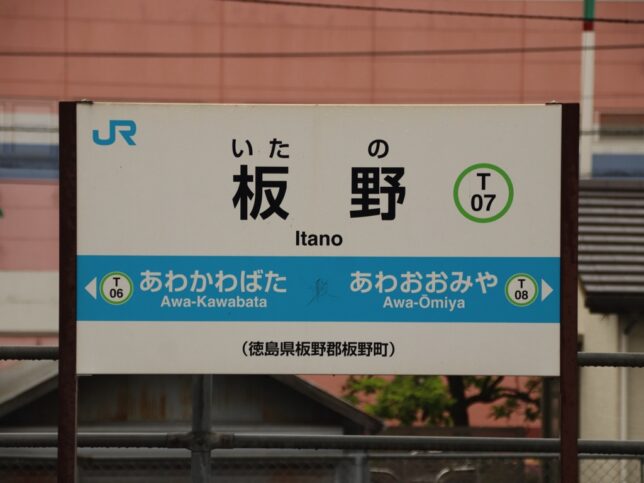 JR
いたの
板野
T
07
Itano
T
06
あわかわばた
Awa-Kawabata
あわおおみや
Awa-Ōmiya
T
08
（徳島県板野郡板野町）